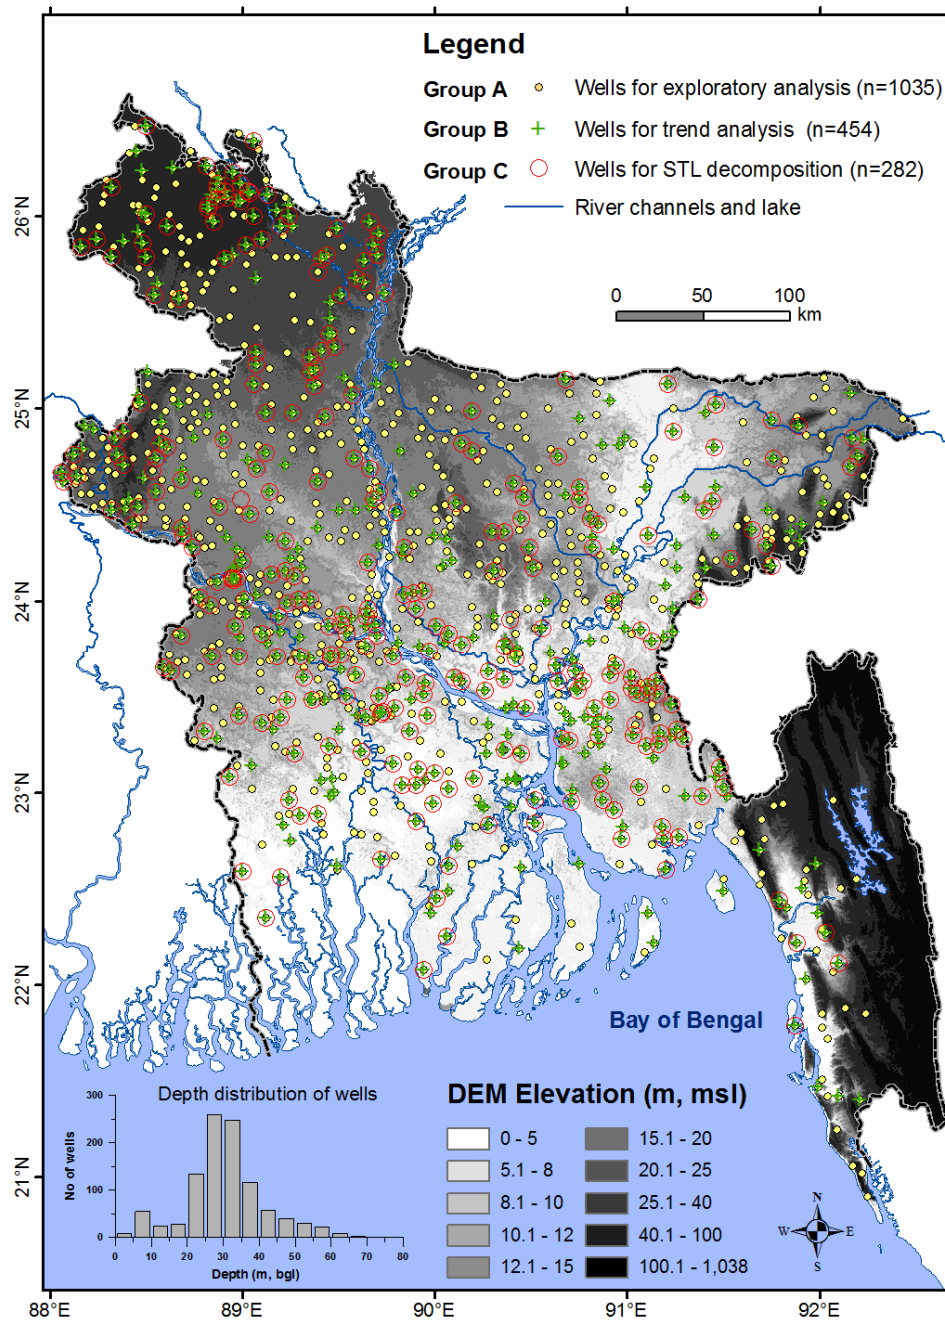 Legend
Group A Wells for exploratory analysis (n=1035)
Group B Wells for trend analysis (n=454)
Group C Wells for STL decomposition (n=282)
River channels and lake
0 50 100
km
26°N
25°N
24°N
23°N
22°N
21°N
Bay of Bengal
Depth distribution of wells
No of wells
300
200
100
0
0 10 20 30 40 50 60 70 80
Depth (m, bgl)
DEM Elevation (m, msl)
0 - 5 15.1 - 20
5.1 - 8 20.1 - 25
8.1 - 10 25.1 - 40
10.1 - 12 40.1 - 100
12.1 - 15 100.1 - 1,038
N
W E
S
88°E 89°E 90°E 91°E 92°E